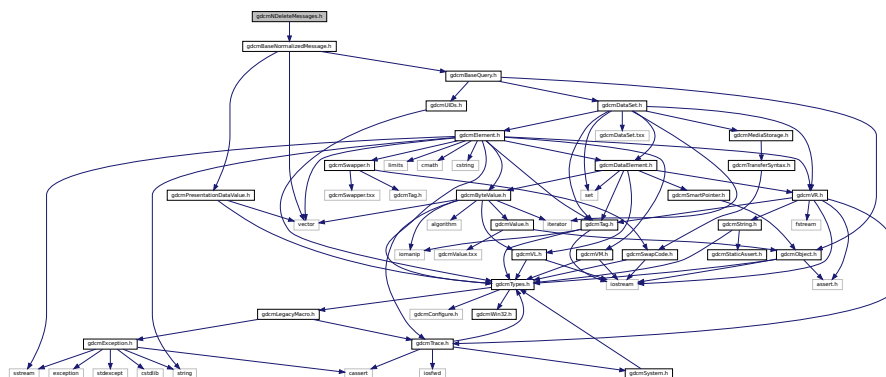 gdcmNDeleteMessages.h
gdcmBaseNormalizedMessage.h
gdcmBaseQuery.h
gdcmUIDs.h
gdcmDataSet.h
gdcmElement.h
gdcmDataSet.txx
gdcmMediaStorage.h
gdcmSwapper.h
limits
cmath
cstring
gdcmDataElement.h
gdcmTransferSyntax.h
gdcmPresentationDataValue.h
gdcmSwapper.txx
gdcmTag.h
gdcmByteValue.h
set
gdcmSmartPointer.h
gdcmVR.h
vector
algorithm
gdcmValue.h
iterator
gdcmTag.h
gdcmString.h
fstream
iomanip
gdcmValue.txx
gdcmVL.h
gdcmVM.h
gdcmSwapCode.h
gdcmStaticAssert.h
gdcmObject.h
gdcmTypes.h
iostream
assert.h
gdcmLegacyMacro.h
gdcmConfigure.h
gdcmWin32.h
gdcmException.h
gdcmTrace.h
sstream
exception
stdexcept
cstdlib
string
cassert
iosfwd
gdcmSystem.h